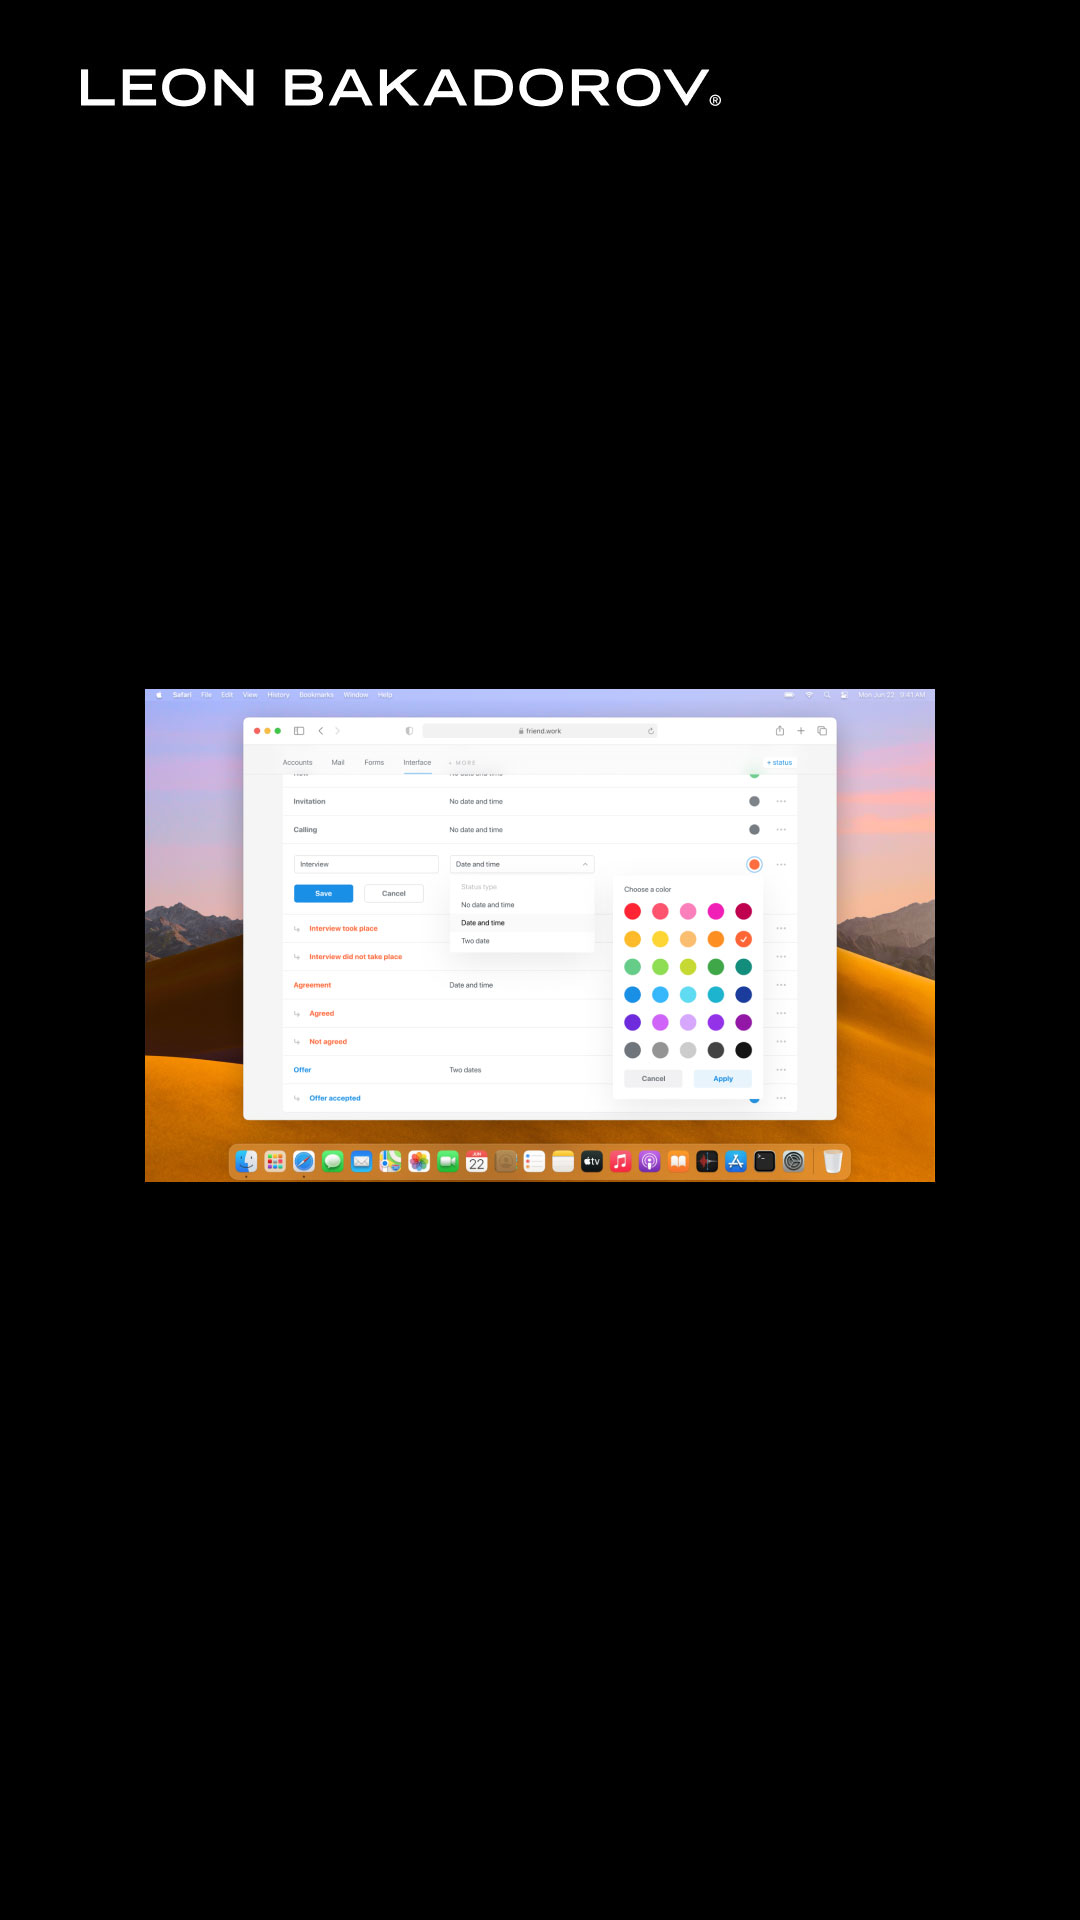 LEON BAKADOROV®
Safari File Edit View History Bookmarks Window Help Mon Jun 22 9:41 AM
friend.work
Accounts Mail Forms Interface + MORE + status
No date and time
Invitation No date and time
Calling No date and time
Interview Date and time
Save Cancel
Status type
No date and time
Date and time
Two date
Choose a color
Interview took place
Interview did not take place
Agreement Date and time
Agreed
Not agreed
Offer Two dates
Cancel Apply
Offer accepted
JUN
22
tv